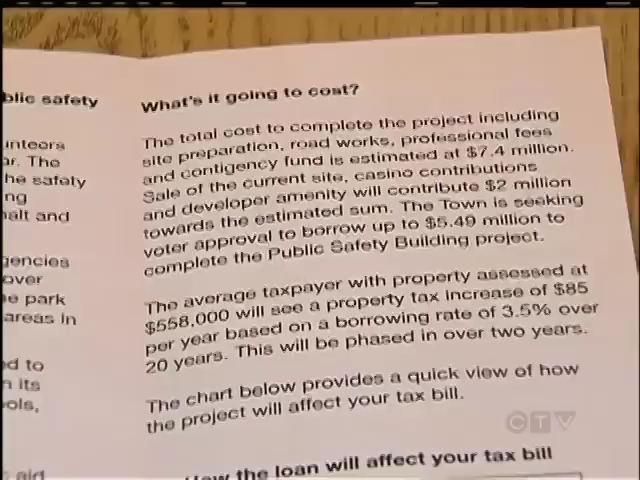 blic safety
unteers
ar. The
he safety
ng
halt and
gencies
over
e park
areas in
ed to
n its
ols,
aid
What's it going to cost?
The total cost to complete the project including
site preparation, road works, professional fees
and contigency fund is estimated at $7.4 million.
Sale of the current site, casino contributions
and developer amenity will contribute $2 million
towards the estimated sum. The Town is seeking
voter approval to borrow up to $5.49 million to
complete the Public Safety Building project.
The average taxpayer with property assessed at
$558,000 will see a property tax increase of $85
per year based on a borrowing rate of 3.5% over
20 years. This will be phased in over two years.
The chart below provides a quick view of how
the project will affect your tax bill.
How the loan will affect your tax bill
CTV